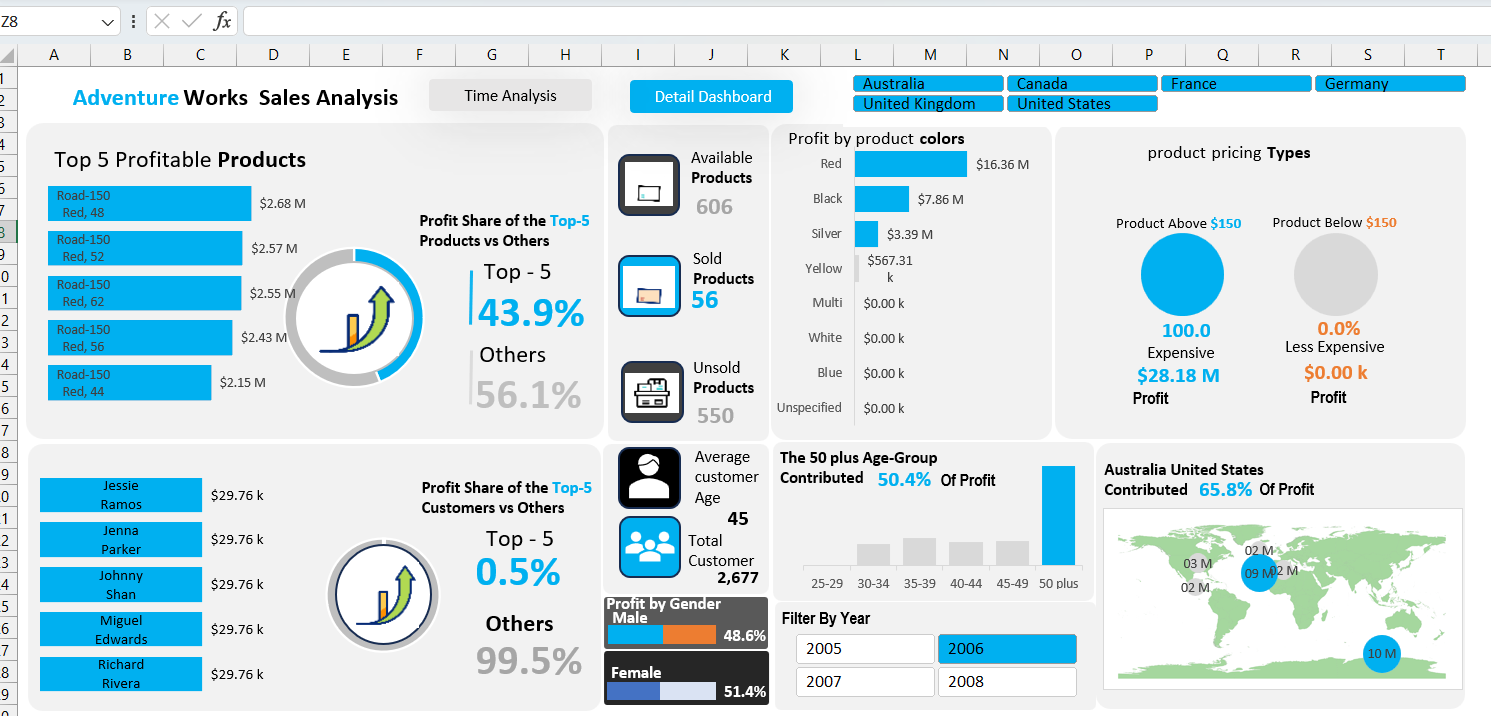 Z8
fx
A B C D E F G H I J K L M N O P Q R S T
Adventure Works Sales Analysis
Time Analysis
Detail Dashboard
Australia
Canada
France
Germany
United Kingdom
United States
Top 5 Profitable Products
Road-150
Red, 48
$2.68 M
Road-150
Red, 52
$2.57 M
Road-150
Red, 62
$2.55 M
Road-150
Red, 56
$2.43 M
Road-150
Red, 44
$2.15 M
Profit Share of the Top-5
Products vs Others
Top - 5
43.9%
Others
56.1%
Available
Products
606
Sold
Products
56
Unsold
Products
550
Profit by product colors
Red $16.36 M
Black $7.86 M
Silver $3.39 M
Yellow $567.31
k
Multi $0.00 k
White $0.00 k
Blue $0.00 k
Unspecified $0.00 k
product pricing Types
Product Above $150
100.0
Expensive
$28.18 M
Profit
Product Below $150
0.0%
Less Expensive
$0.00 k
Profit
Jessie
Ramos
$29.76 k
Jenna
Parker
$29.76 k
Johnny
Shan
$29.76 k
Miguel
Edwards
$29.76 k
Richard
Rivera
$29.76 k
Profit Share of the Top-5
Customers vs Others
Top - 5
0.5%
Others
99.5%
Average
customer
Age
45
Total
Customer
2,677
Profit by Gender
Male
48.6%
Female
51.4%
The 50 plus Age-Group
Contributed 50.4% Of Profit
25-29 30-34 35-39 40-44 45-49 50 plus
Filter By Year
2005
2006
2007
2008
Australia United States
Contributed 65.8% Of Profit
02 M
03 M
09 M
02 M
02 M
10 M